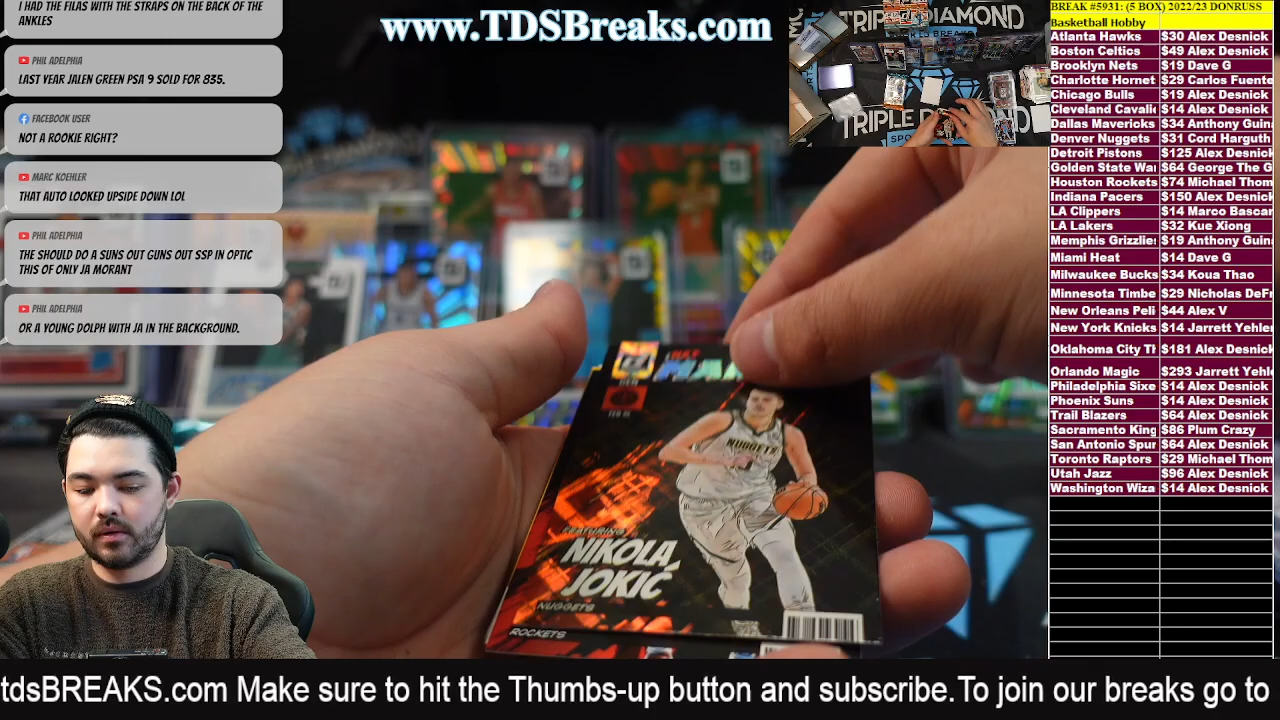 I HAD THE FILAS WITH THE STRAPS ON THE BACK OF THE
ANKLES
PHIL ADELPHIA
LAST YEAR JALEN GREEN PSA 9 SOLD FOR 835.
FACEBOOK USER
NOT A ROOKIE RIGHT?
MARC KOEHLER
THAT AUTO LOOKED UPSIDE DOWN LOL
PHIL ADELPHIA
THE SHOULD DO A SUNS OUT GUNS OUT SSP IN OPTIC
THIS OF ONLY JA MORANT
PHIL ADELPHIA
OR A YOUNG DOLPH WITH JA IN THE BACKGROUND.
www.TDSBreaks.com
TRIPLE DIAMOND
TRIPLE DIAMON
FEATURING
NIKOLA
JOKIĆ
NUGGETS
NUGGETS
ROCKETS
BREAK #5931: (5 BOX) 2022/23 DONRUSS
Basketball Hobby
Atlanta Hawks $30 Alex Desnick
Boston Celtics $49 Alex Desnick
Brooklyn Nets $19 Dave G
Charlotte Hornet $29 Carlos Fuente
Chicago Bulls $19 Alex Desnick
Cleveland Cavalie $14 Alex Desnick
Dallas Mavericks $34 Anthony Guin
Denver Nuggets $31 Cord Harguth
Detroit Pistons $125 Alex Desnick
Golden State War $64 George The G
Houston Rockets $74 Michael Thom
Indiana Pacers $150 Alex Desnick
LA Clippers $14 Marco Bascar
LA Lakers $32 Kue Xiong
Memphis Grizzlies $19 Anthony Guin
Miami Heat $14 Dave G
Milwaukee Bucks $34 Koua Thao
Minnesota Timbe $29 Nicholas DeFr
New Orleans Peli $44 Alex V
New York Knicks $14 Jarrett Yehle
Oklahoma City Th $181 Alex Desnick
Orlando Magic $293 Jarrett Yehl
Philadelphia Sixe $14 Alex Desnick
Phoenix Suns $14 Alex Desnick
Trail Blazers $64 Alex Desnick
Sacramento King $86 Plum Crazy
San Antonio Spur $64 Alex Desnick
Toronto Raptors $29 Michael Thom
Utah Jazz $96 Alex Desnick
Washington Wiza $14 Alex Desnick
tdsBREAKS.com Make sure to hit the Thumbs-up button and subscribe.To join our breaks go to